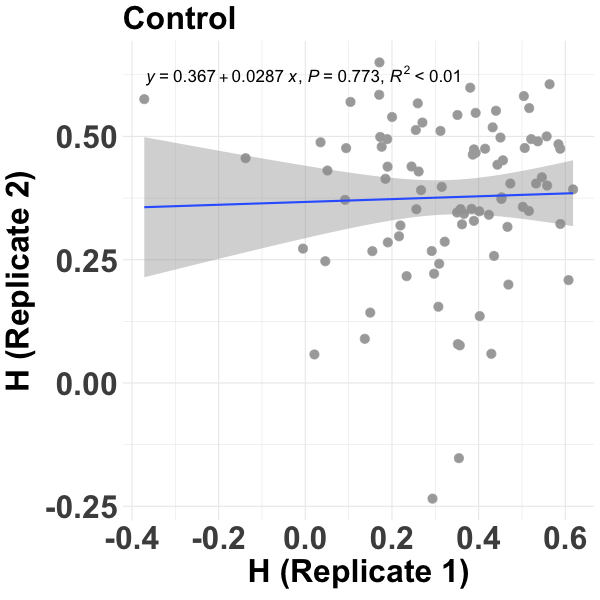 Control
y = 0.367 + 0.0287 x, P = 0.773, R² < 0.01
H (Replicate 2)
0.50
0.25
0.00
-0.25
-0.4 -0.2 0.0 0.2 0.4 0.6
H (Replicate 1)